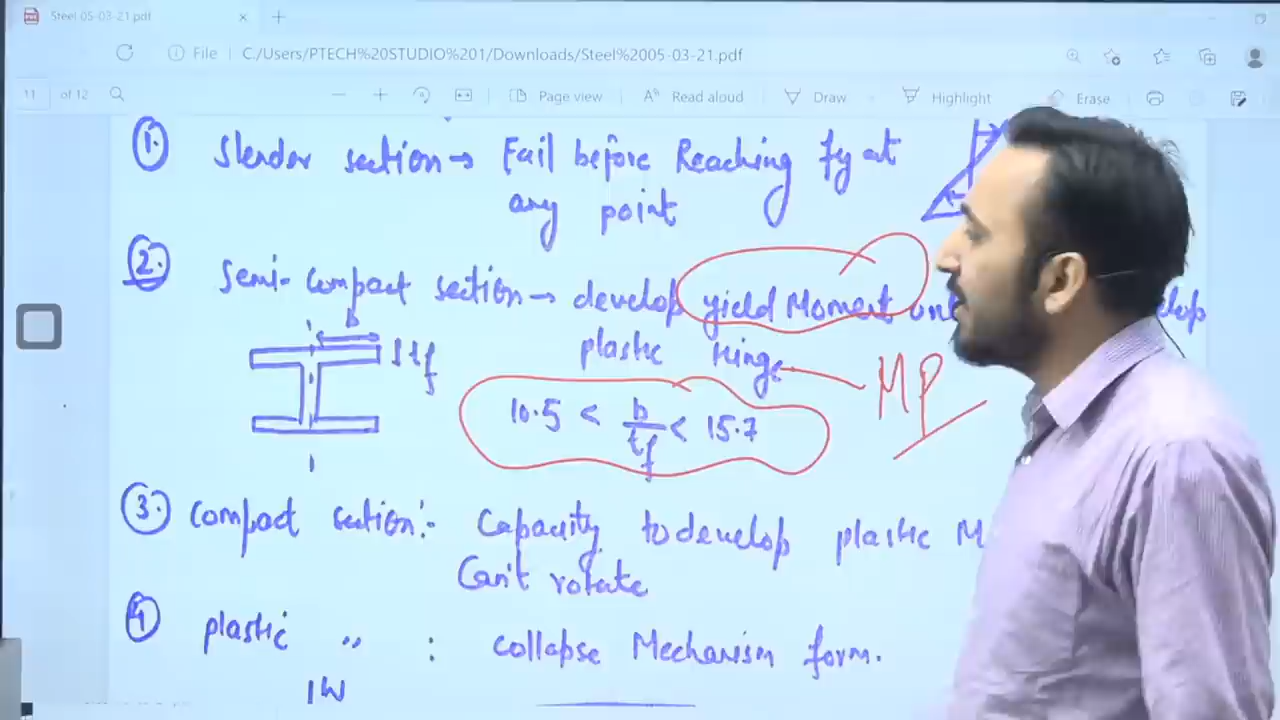 Steel 05-03-21.pdf
File C:/Users/PTECH%20STUDIO%201/Downloads/Steel%2005-03-21.pdf
11 of 12 Page view Read aloud Draw Highlight Erase
1. Slender section → Fail before Reaching fy at
any point
2. Semi-Compact section → develop yield Moment
plastic Hinge ← MP
b
tf
10.5 < b/tf < 15.7
3. Compact section :- Capacity to develop plastic M
Can't rotate
4. plastic ,, : collapse Mechanism form.